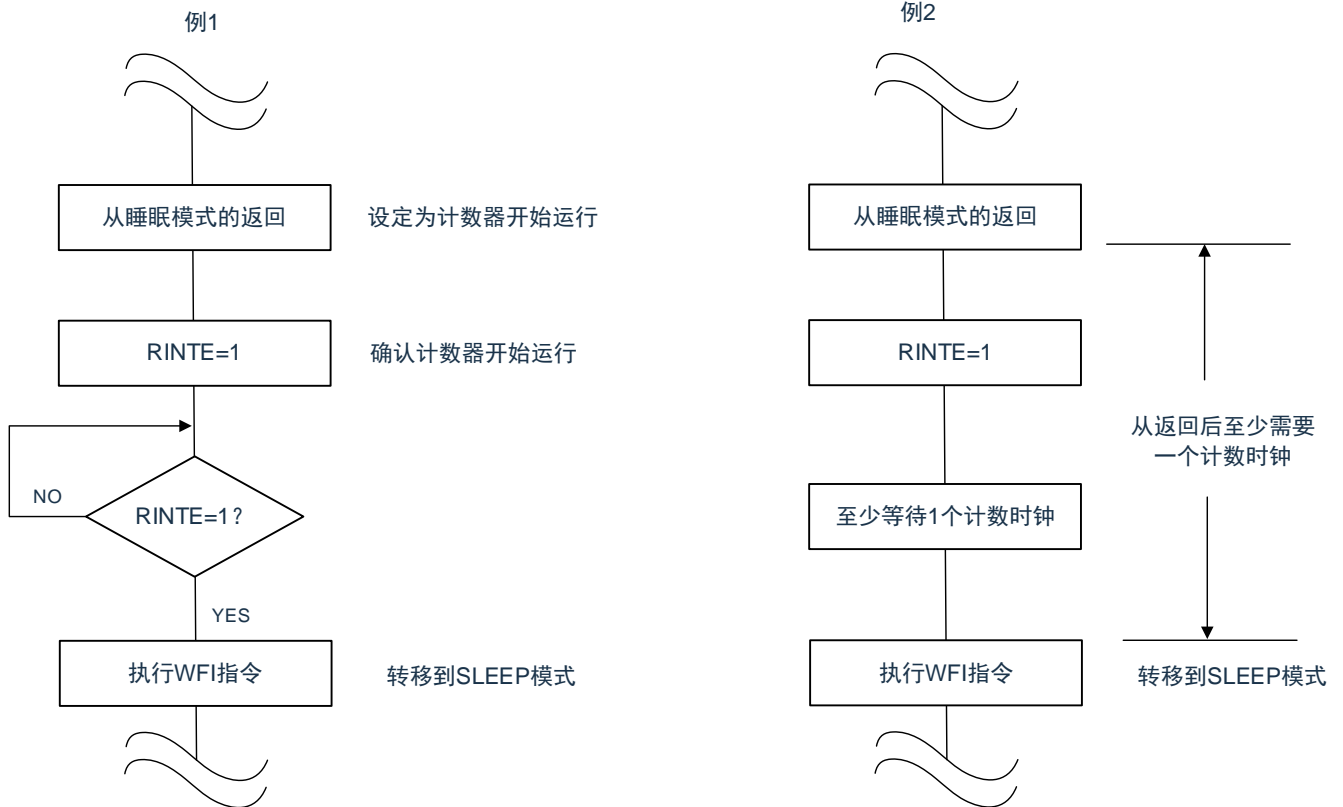 例1
从睡眠模式的返回
设定为计数器开始运行
RINTE=1
确认计数器开始运行
NO
RINTE=1?
YES
执行WFI指令
转移到SLEEP模式
例2
从睡眠模式的返回
RINTE=1
从返回后至少需要
一个计数时钟
至少等待1个计数时钟
执行WFI指令
转移到SLEEP模式